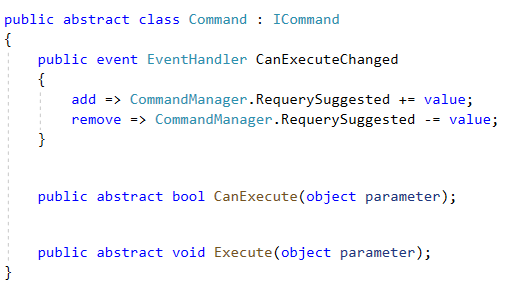 public abstract class Command : ICommand
{
    public event EventHandler CanExecuteChanged
    {
        add => CommandManager.RequerySuggested += value;
        remove => CommandManager.RequerySuggested -= value;
    }
    public abstract bool CanExecute(object parameter);
    public abstract void Execute(object parameter);
}